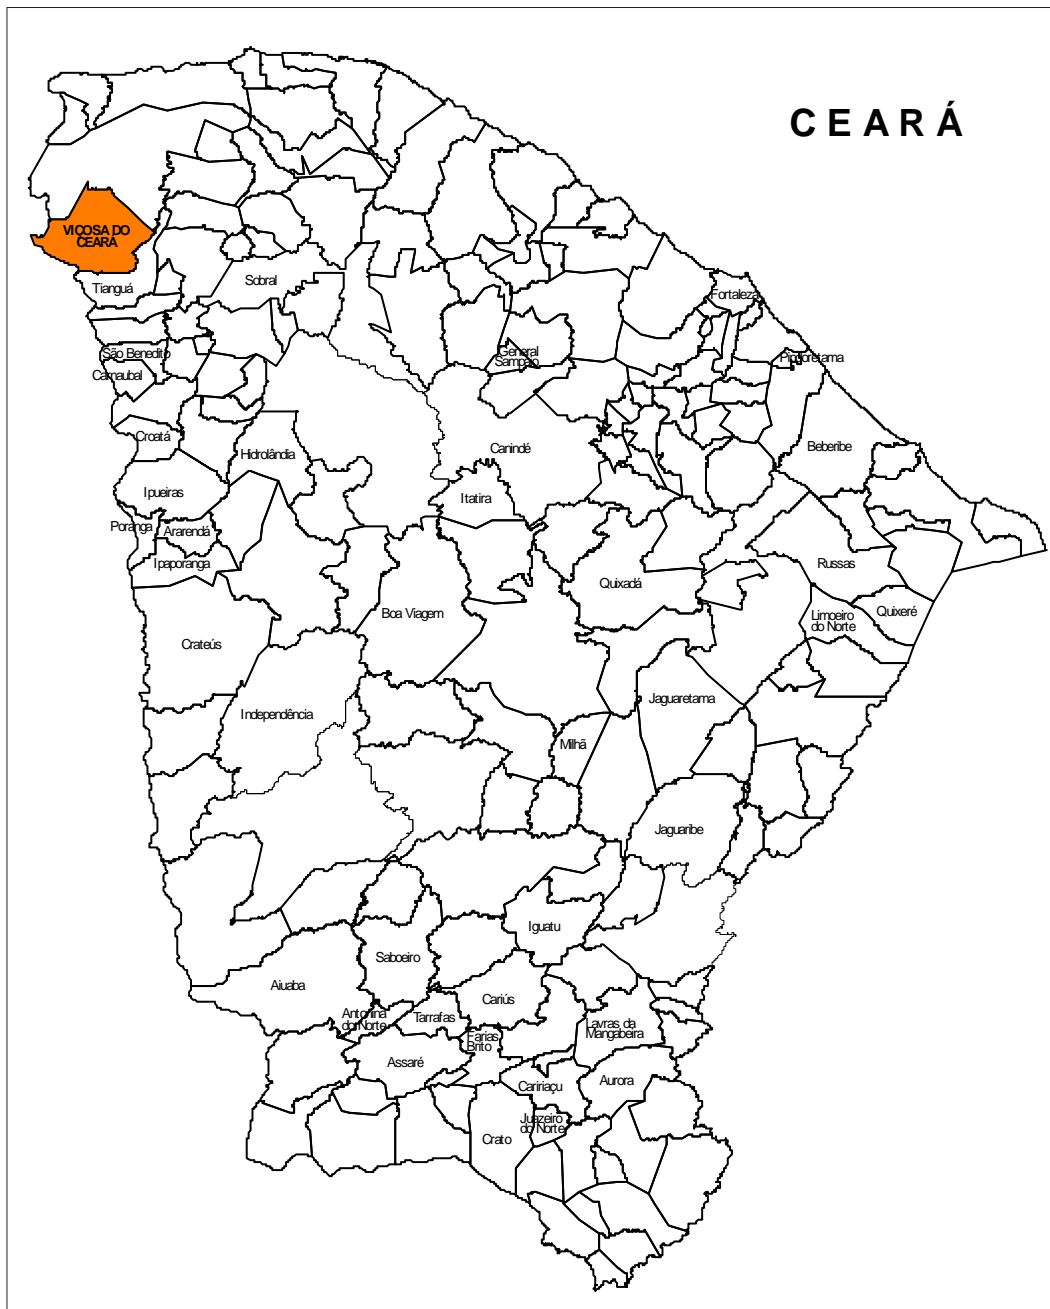 CEARÁ
VIÇOSA DO
CEARÁ
Tianguá
Sobral
Fortaleza
São Benedito
General
Sampaio
Pindoretama
Carnaubal
Croatá
Canindé
Beberibe
Hidrolândia
Ipueiras
Itatira
Poranga
Ararendá
Ipaporanga
Russas
Quixadá
Boa Viagem
Limoeiro
do Norte
Quixeré
Crateús
Jaguaretama
Independência
Milhã
Jaguaribe
Iguatu
Saboeiro
Aiuaba
Cariús
Antonina
do Norte
Tarrafas
Lavras da
Mangabeira
Farias
Brito
Assaré
Caririaçu
Aurora
Juazeiro
do Norte
Crato